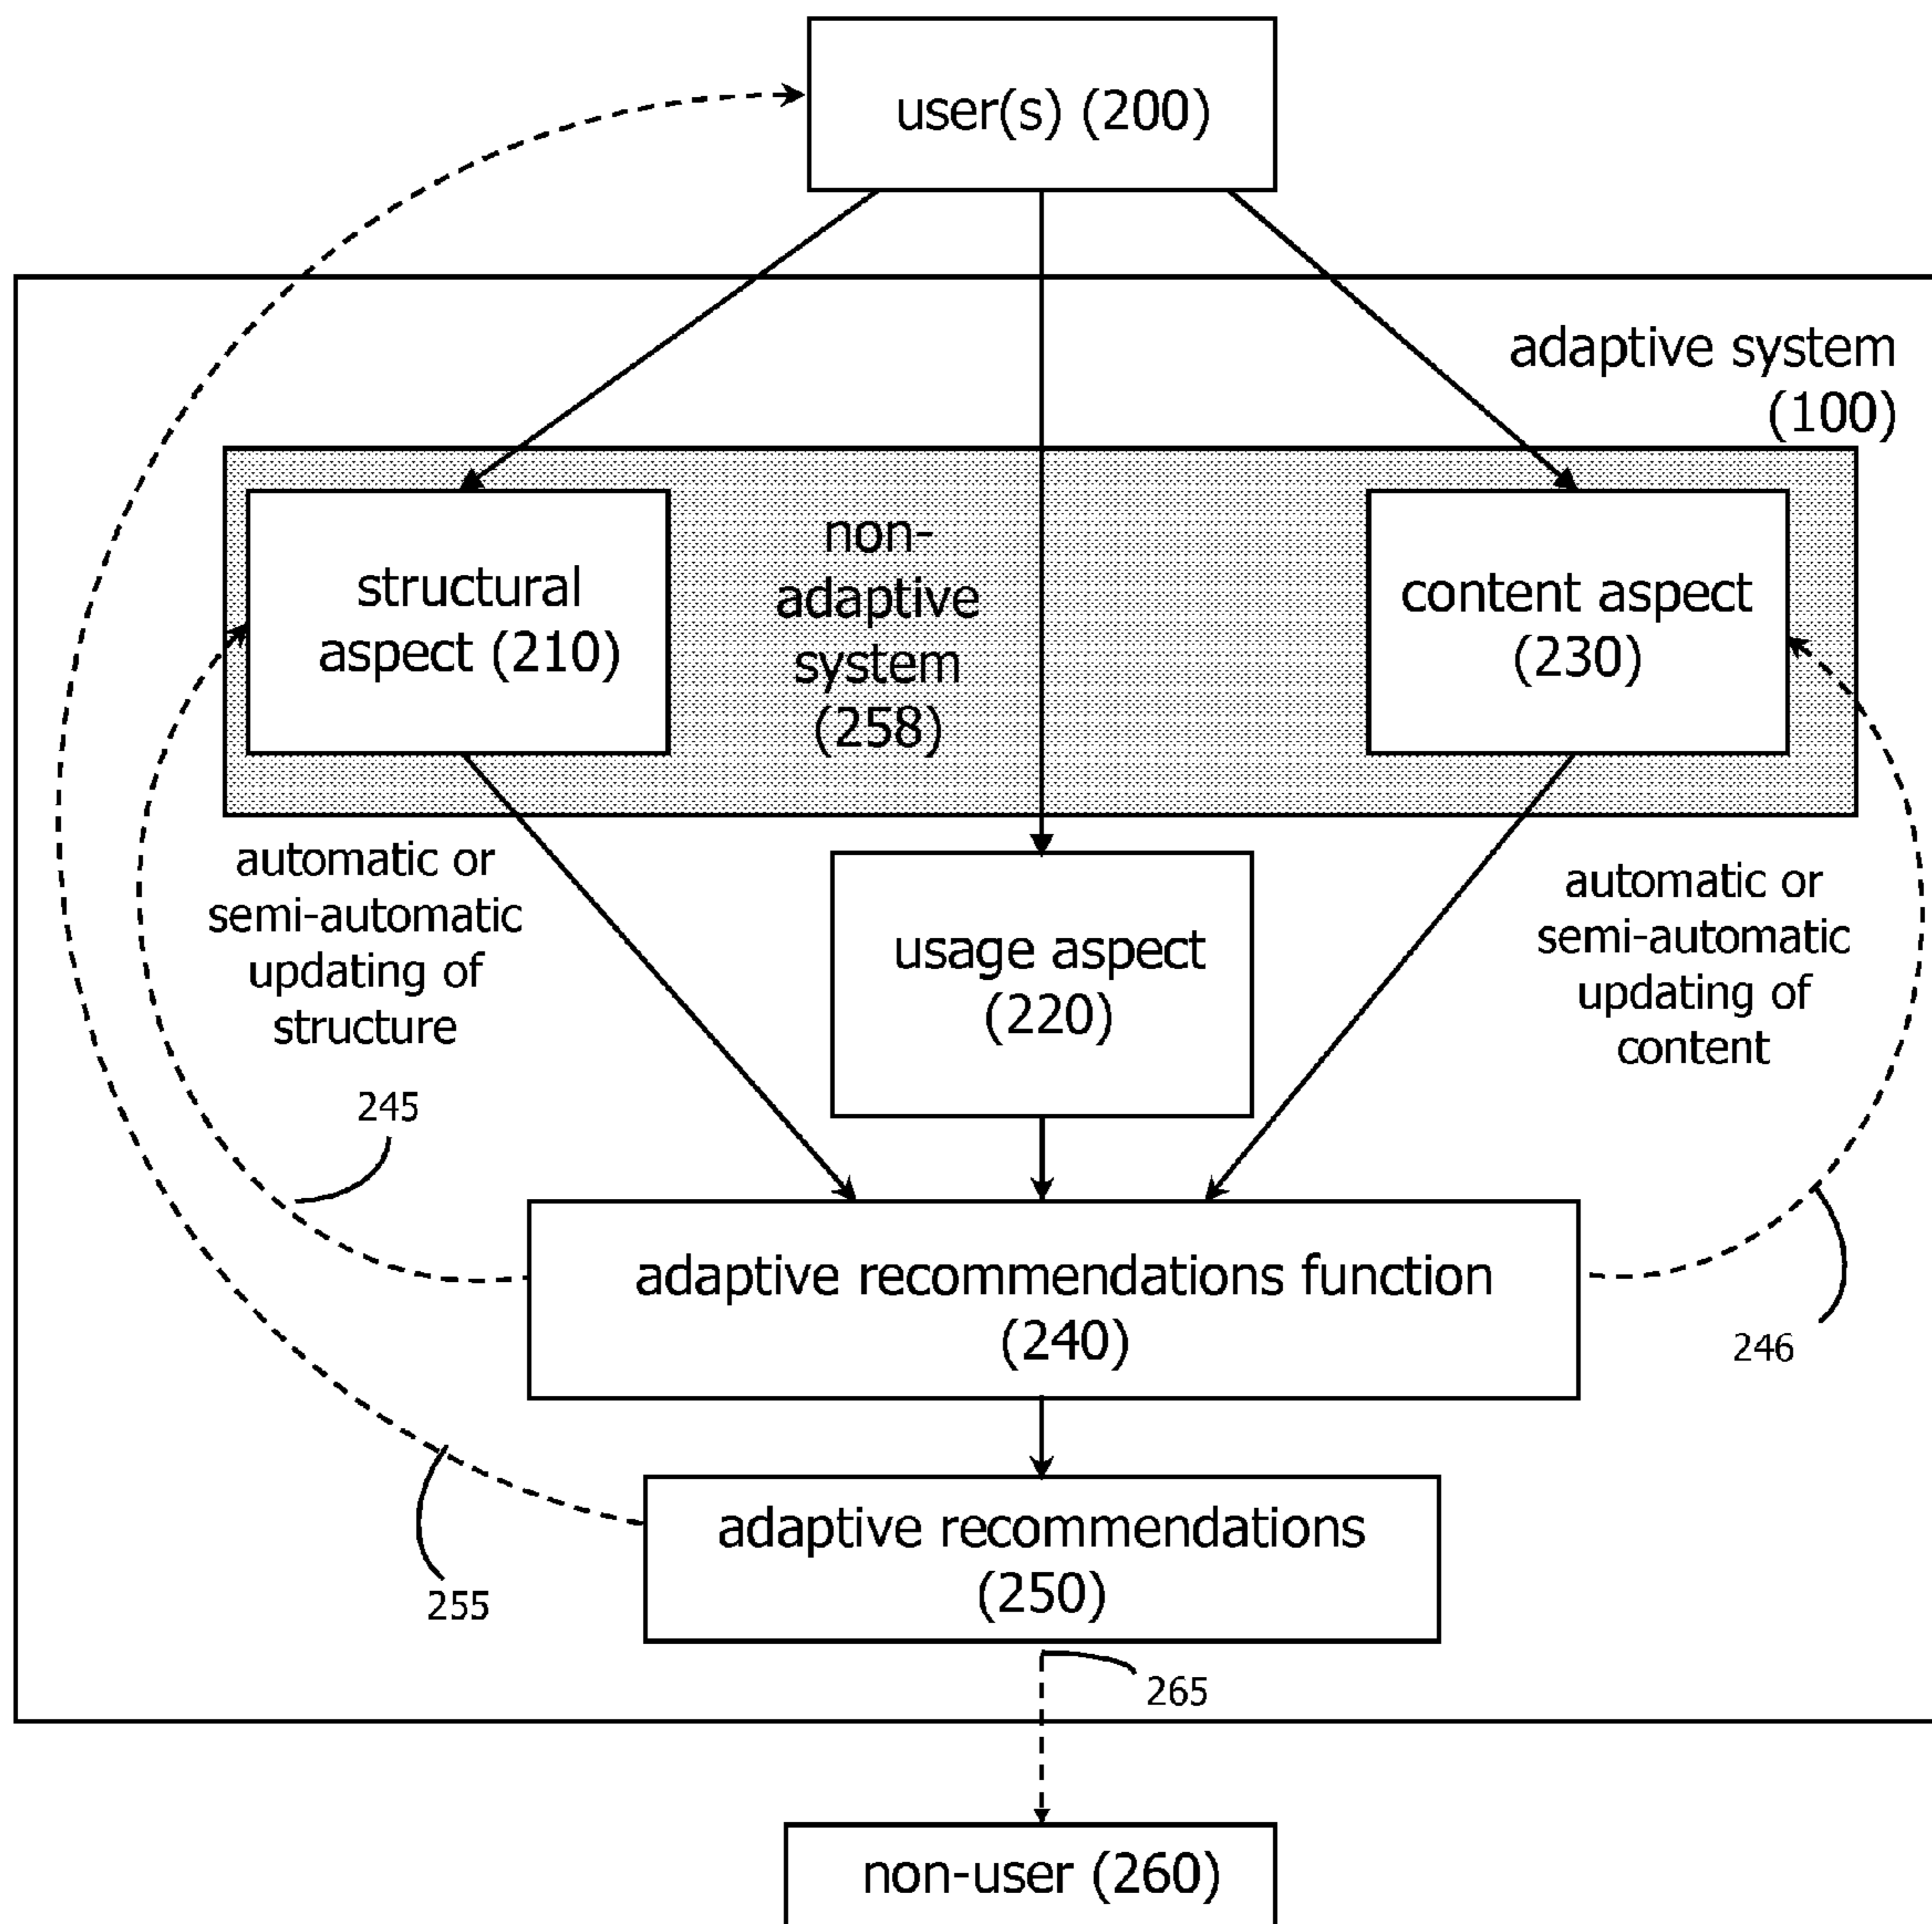 user(s) (200)
adaptive system
(100)
structural
aspect (210)
non-
adaptive
system
(258)
content aspect
(230)
automatic or
semi-automatic
updating of
structure
usage aspect
(220)
automatic or
semi-automatic
updating of
content
245
adaptive recommendations function
(240)
246
adaptive recommendations
(250)
255
265
non-user (260)